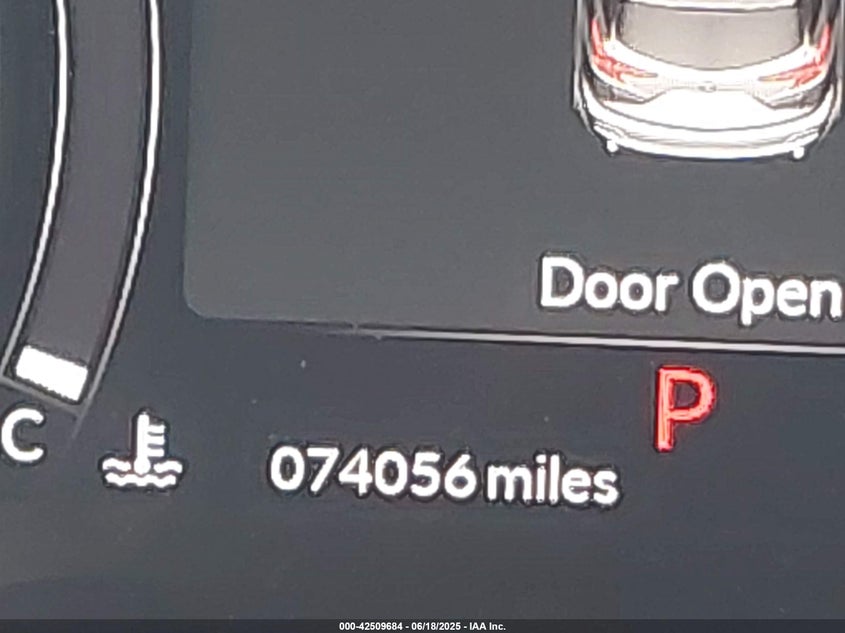 Door Open
P
C
074056 miles
000-42509684 - 06/18/2025 - IAA Inc.